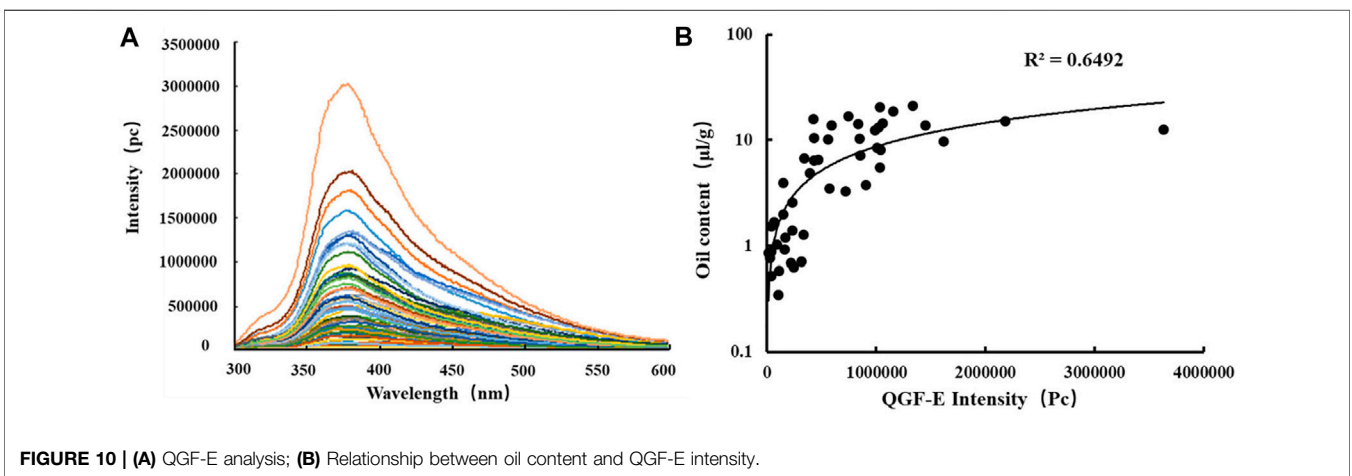 A
3500000
3000000
2500000
2000000
1500000
1000000
500000
0
Intensity (pc)
300 350 400 450 500 550 600
Wavelength (nm)
B
100
10
1
0.1
Oil content (μl/g)
R² = 0.6492
0 1000000 2000000 3000000 4000000
QGF-E Intensity (Pc)
FIGURE 10 | (A) QGF-E analysis; (B) Relationship between oil content and QGF-E intensity.